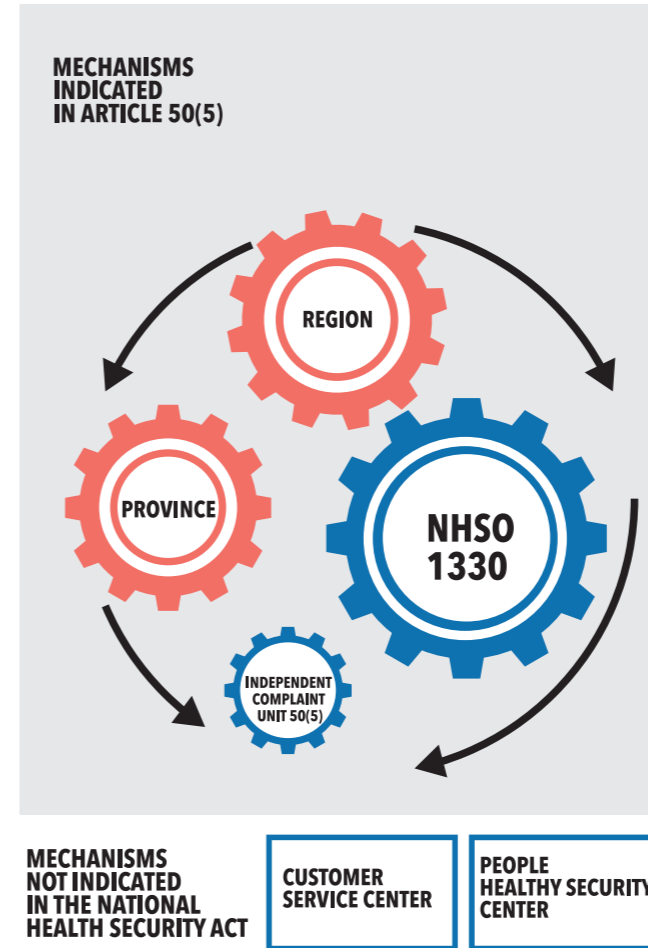 MECHANISMS
INDICATED
IN ARTICLE 50(5)
REGION
PROVINCE
NHSO
1330
INDEPENDENT
COMPLAINT
UNIT 50(5)
MECHANISMS
NOT INDICATED
IN THE NATIONAL
HEALTH SECURITY ACT
CUSTOMER
SERVICE CENTER
PEOPLE
HEALTHY SECURITY
CENTER